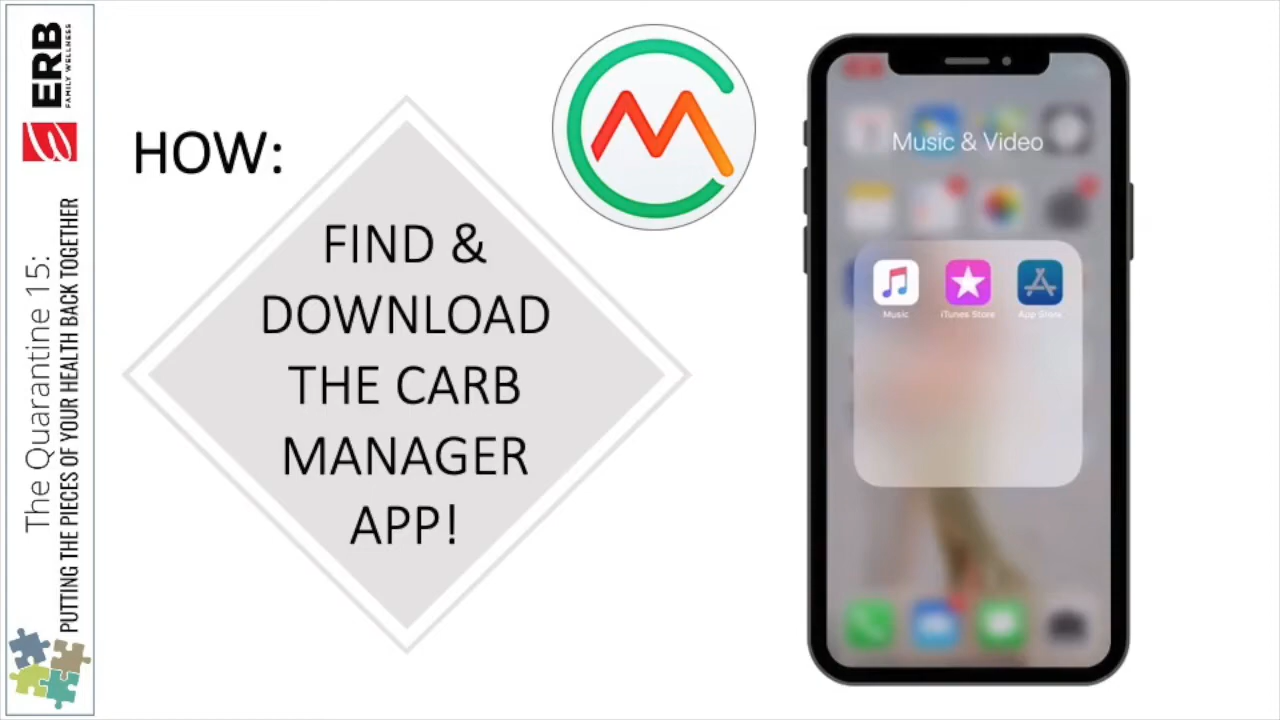 ERB
FAMILY WELLNESS
The Quarantine 15:
PUTTING THE PIECES OF YOUR HEALTH BACK TOGETHER
HOW:
FIND &
DOWNLOAD
THE CARB
MANAGER
APP!
Music & Video
Music
iTunes Store
App Store